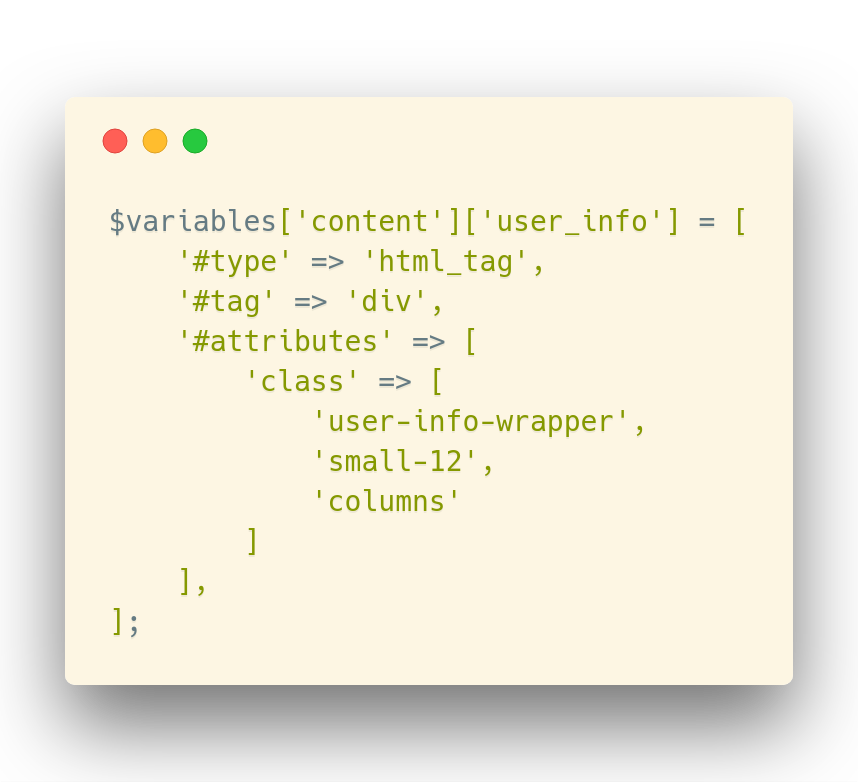 $variables['content']['user_info'] = [
    '#type' => 'html_tag',
    '#tag' => 'div',
    '#attributes' => [
        'class' => [
            'user-info-wrapper',
            'small-12',
            'columns'
        ]
    ],
];